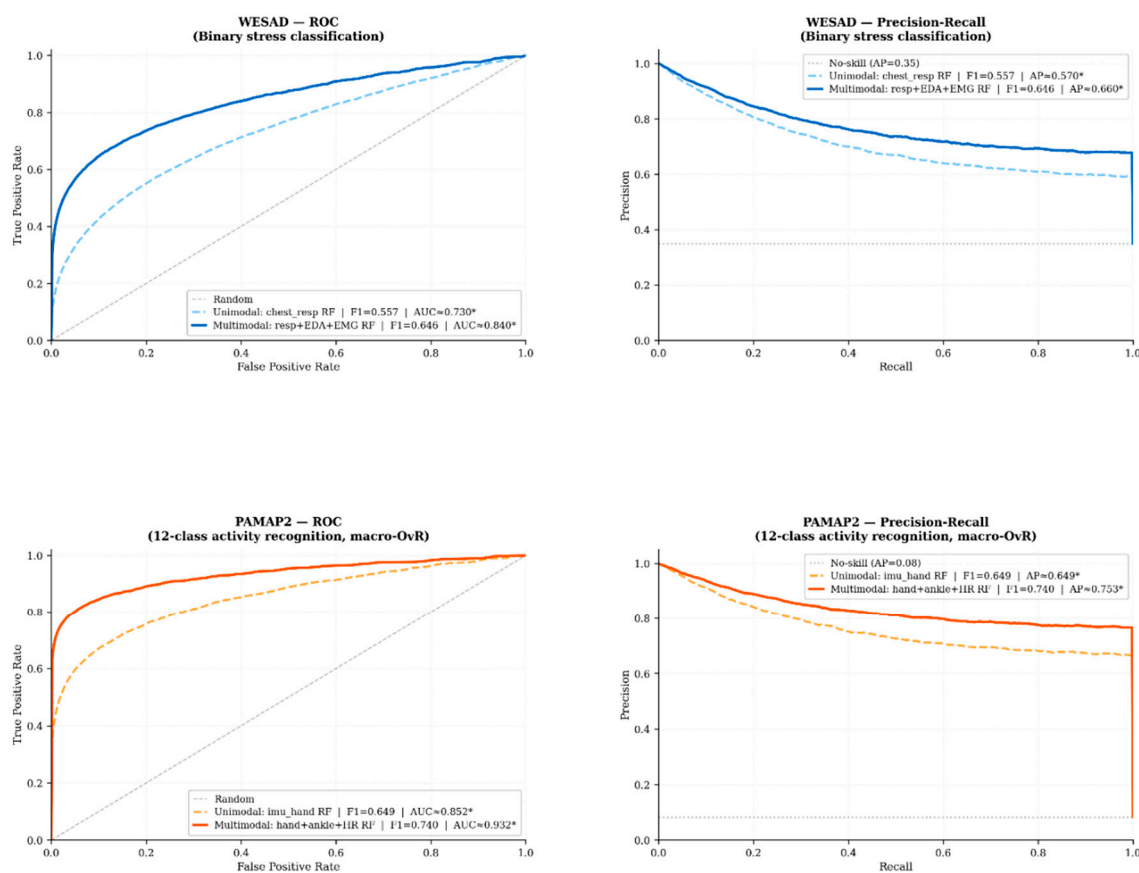 WESAD — ROC
(Binary stress classification)
1.0
0.8
0.6
0.4
0.2
0.0
True Positive Rate
Random
Unimodal: chest_resp RF | F1=0.557 | AUC≈0.730*
Multimodal: resp+EDA+EMG RF | F1=0.646 | AUC≈0.840*
0.0 0.2 0.4 0.6 0.8 1.0
False Positive Rate
WESAD — Precision-Recall
(Binary stress classification)
No-skill (AP=0.35)
Unimodal: chest_resp RF | F1=0.557 | AP≈0.570*
Multimodal: resp+EDA+EMG RF | F1=0.646 | AP≈0.660*
1.0
0.8
0.6
0.4
0.2
0.0
Precision
0.0 0.2 0.4 0.6 0.8 1.0
Recall
PAMAP2 — ROC
(12-class activity recognition, macro-OvR)
1.0
0.8
0.6
0.4
0.2
0.0
True Positive Rate
Random
Unimodal: imu_hand RF | F1=0.649 | AUC≈0.852*
Multimodal: hand+ankle+HR RF | F1=0.740 | AUC≈0.932*
0.0 0.2 0.4 0.6 0.8 1.0
False Positive Rate
PAMAP2 — Precision-Recall
(12-class activity recognition, macro-OvR)
No-skill (AP=0.08)
Unimodal: imu_hand RF | F1=0.649 | AP≈0.649*
Multimodal: hand+ankle+HR RF | F1=0.740 | AP≈0.753*
1.0
0.8
0.6
0.4
0.2
0.0
Precision
0.0 0.2 0.4 0.6 0.8 1.0
Recall